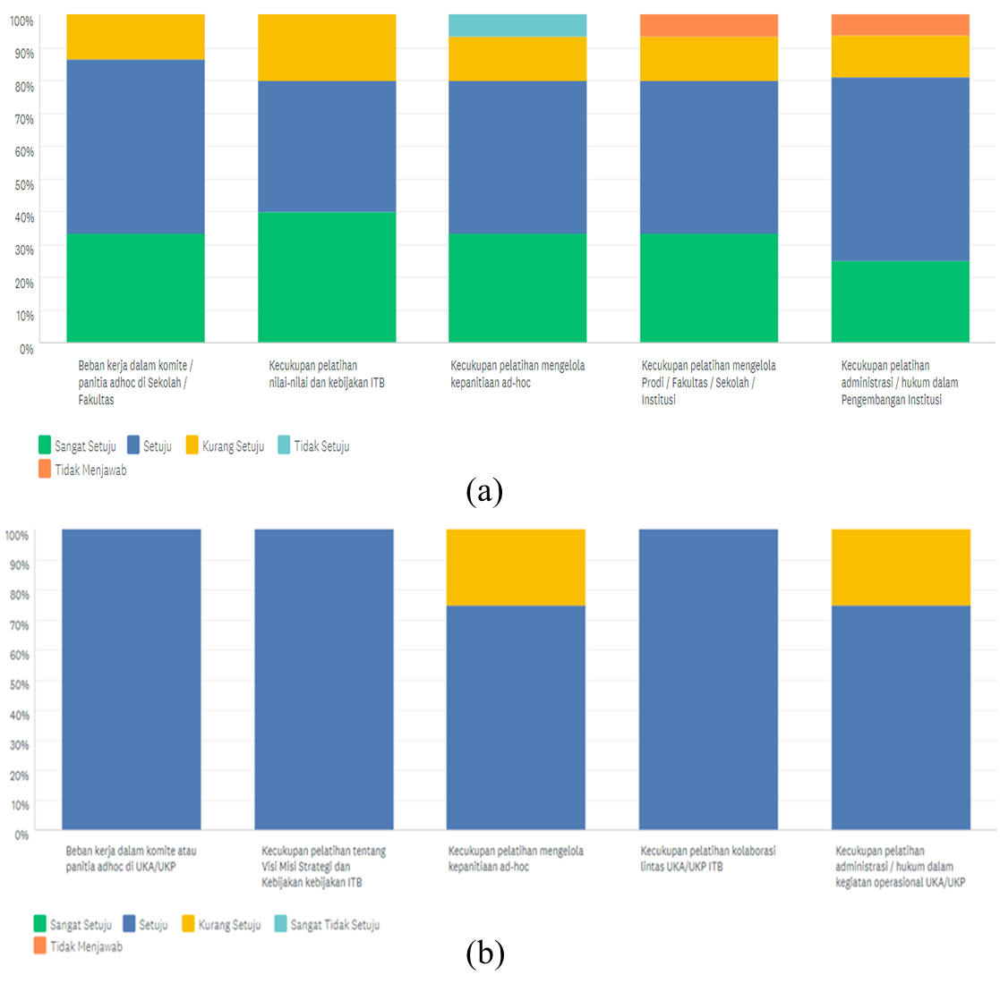 100%
90%
80%
70%
60%
50%
40%
30%
20%
10%
0%
Beban kerja dalam komite /
panitia adhoc di Sekolah /
Fakultas
Kecukupan pelatihan
nilai-nilai dan kebijakan ITB
Kecukupan pelatihan mengelola
kepanitiaan ad-hoc
Kecukupan pelatihan mengelola
Prodi / Fakultas / Sekolah /
Institusi
Kecukupan pelatihan
administrasi / hukum dalam
Pengembangan Institusi
Sangat Setuju
Setuju
Kurang Setuju
Tidak Setuju
Tidak Menjawab
(a)
100%
90%
80%
70%
60%
50%
40%
30%
20%
10%
0%
Beban kerja dalam komite atau
panitia adhoc di UKA/UKP
Kecukupan pelatihan tentang
Visi Misi Strategi dan
Kebijakan kebijakan ITB
Kecukupan pelatihan mengelola
kepanitiaan ad-hoc
Kecukupan pelatihan kolaborasi
lintas UKA/UKP ITB
Kecukupan pelatihan
administrasi / hukum dalam
kegiatan operasional UKA/UKP
Sangat Setuju
Setuju
Kurang Setuju
Sangat Tidak Setuju
Tidak Menjawab
(b)